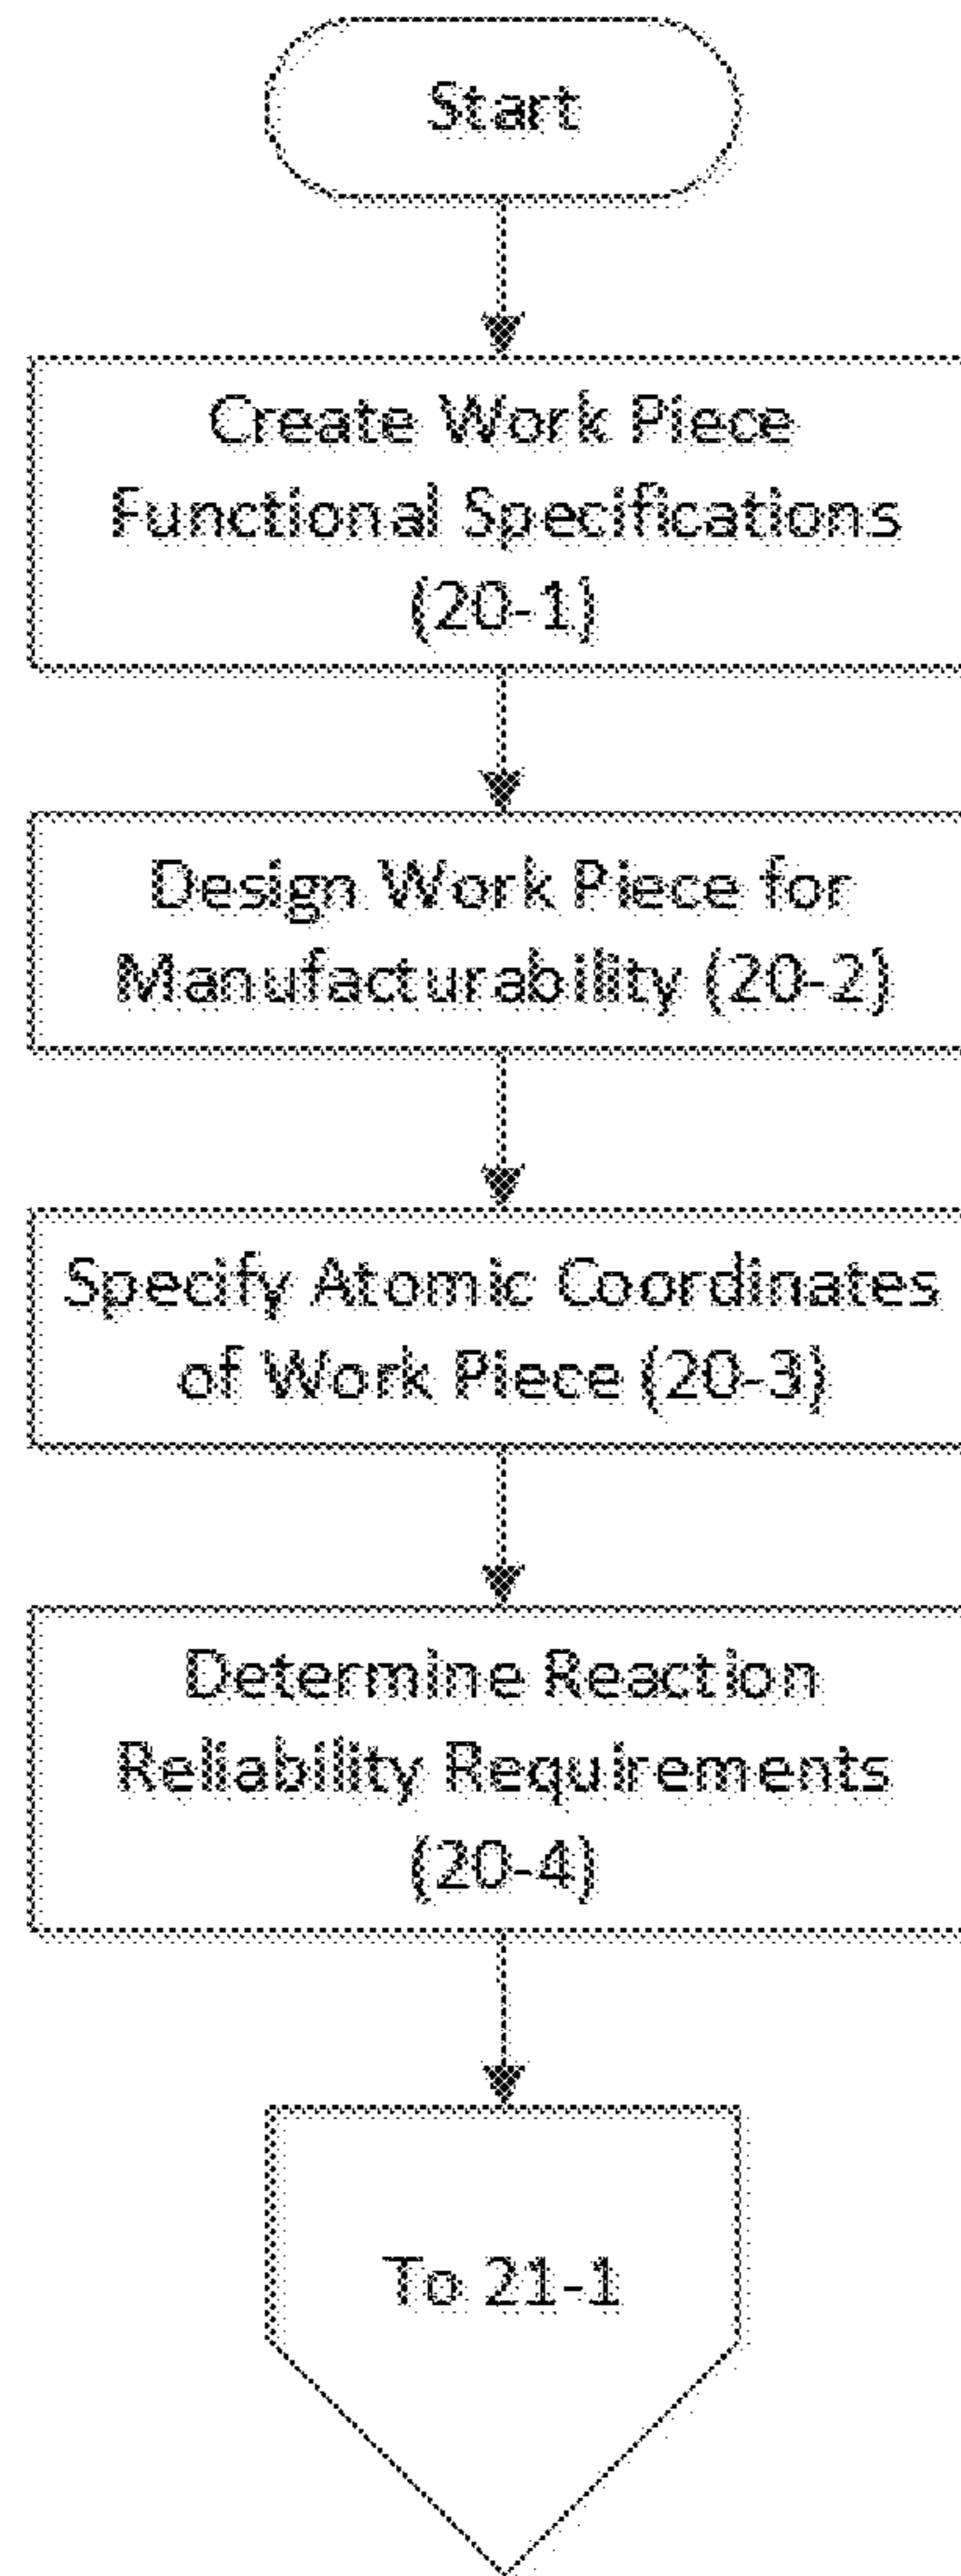 Start
Create Work Piece
Functional Specifications
(20-1)
Design Work Piece for
Manufacturability (20-2)
Specify Atomic Coordinates
of Work Piece (20-3)
Determine Reaction
Reliability Requirements
(20-4)
To 21-1